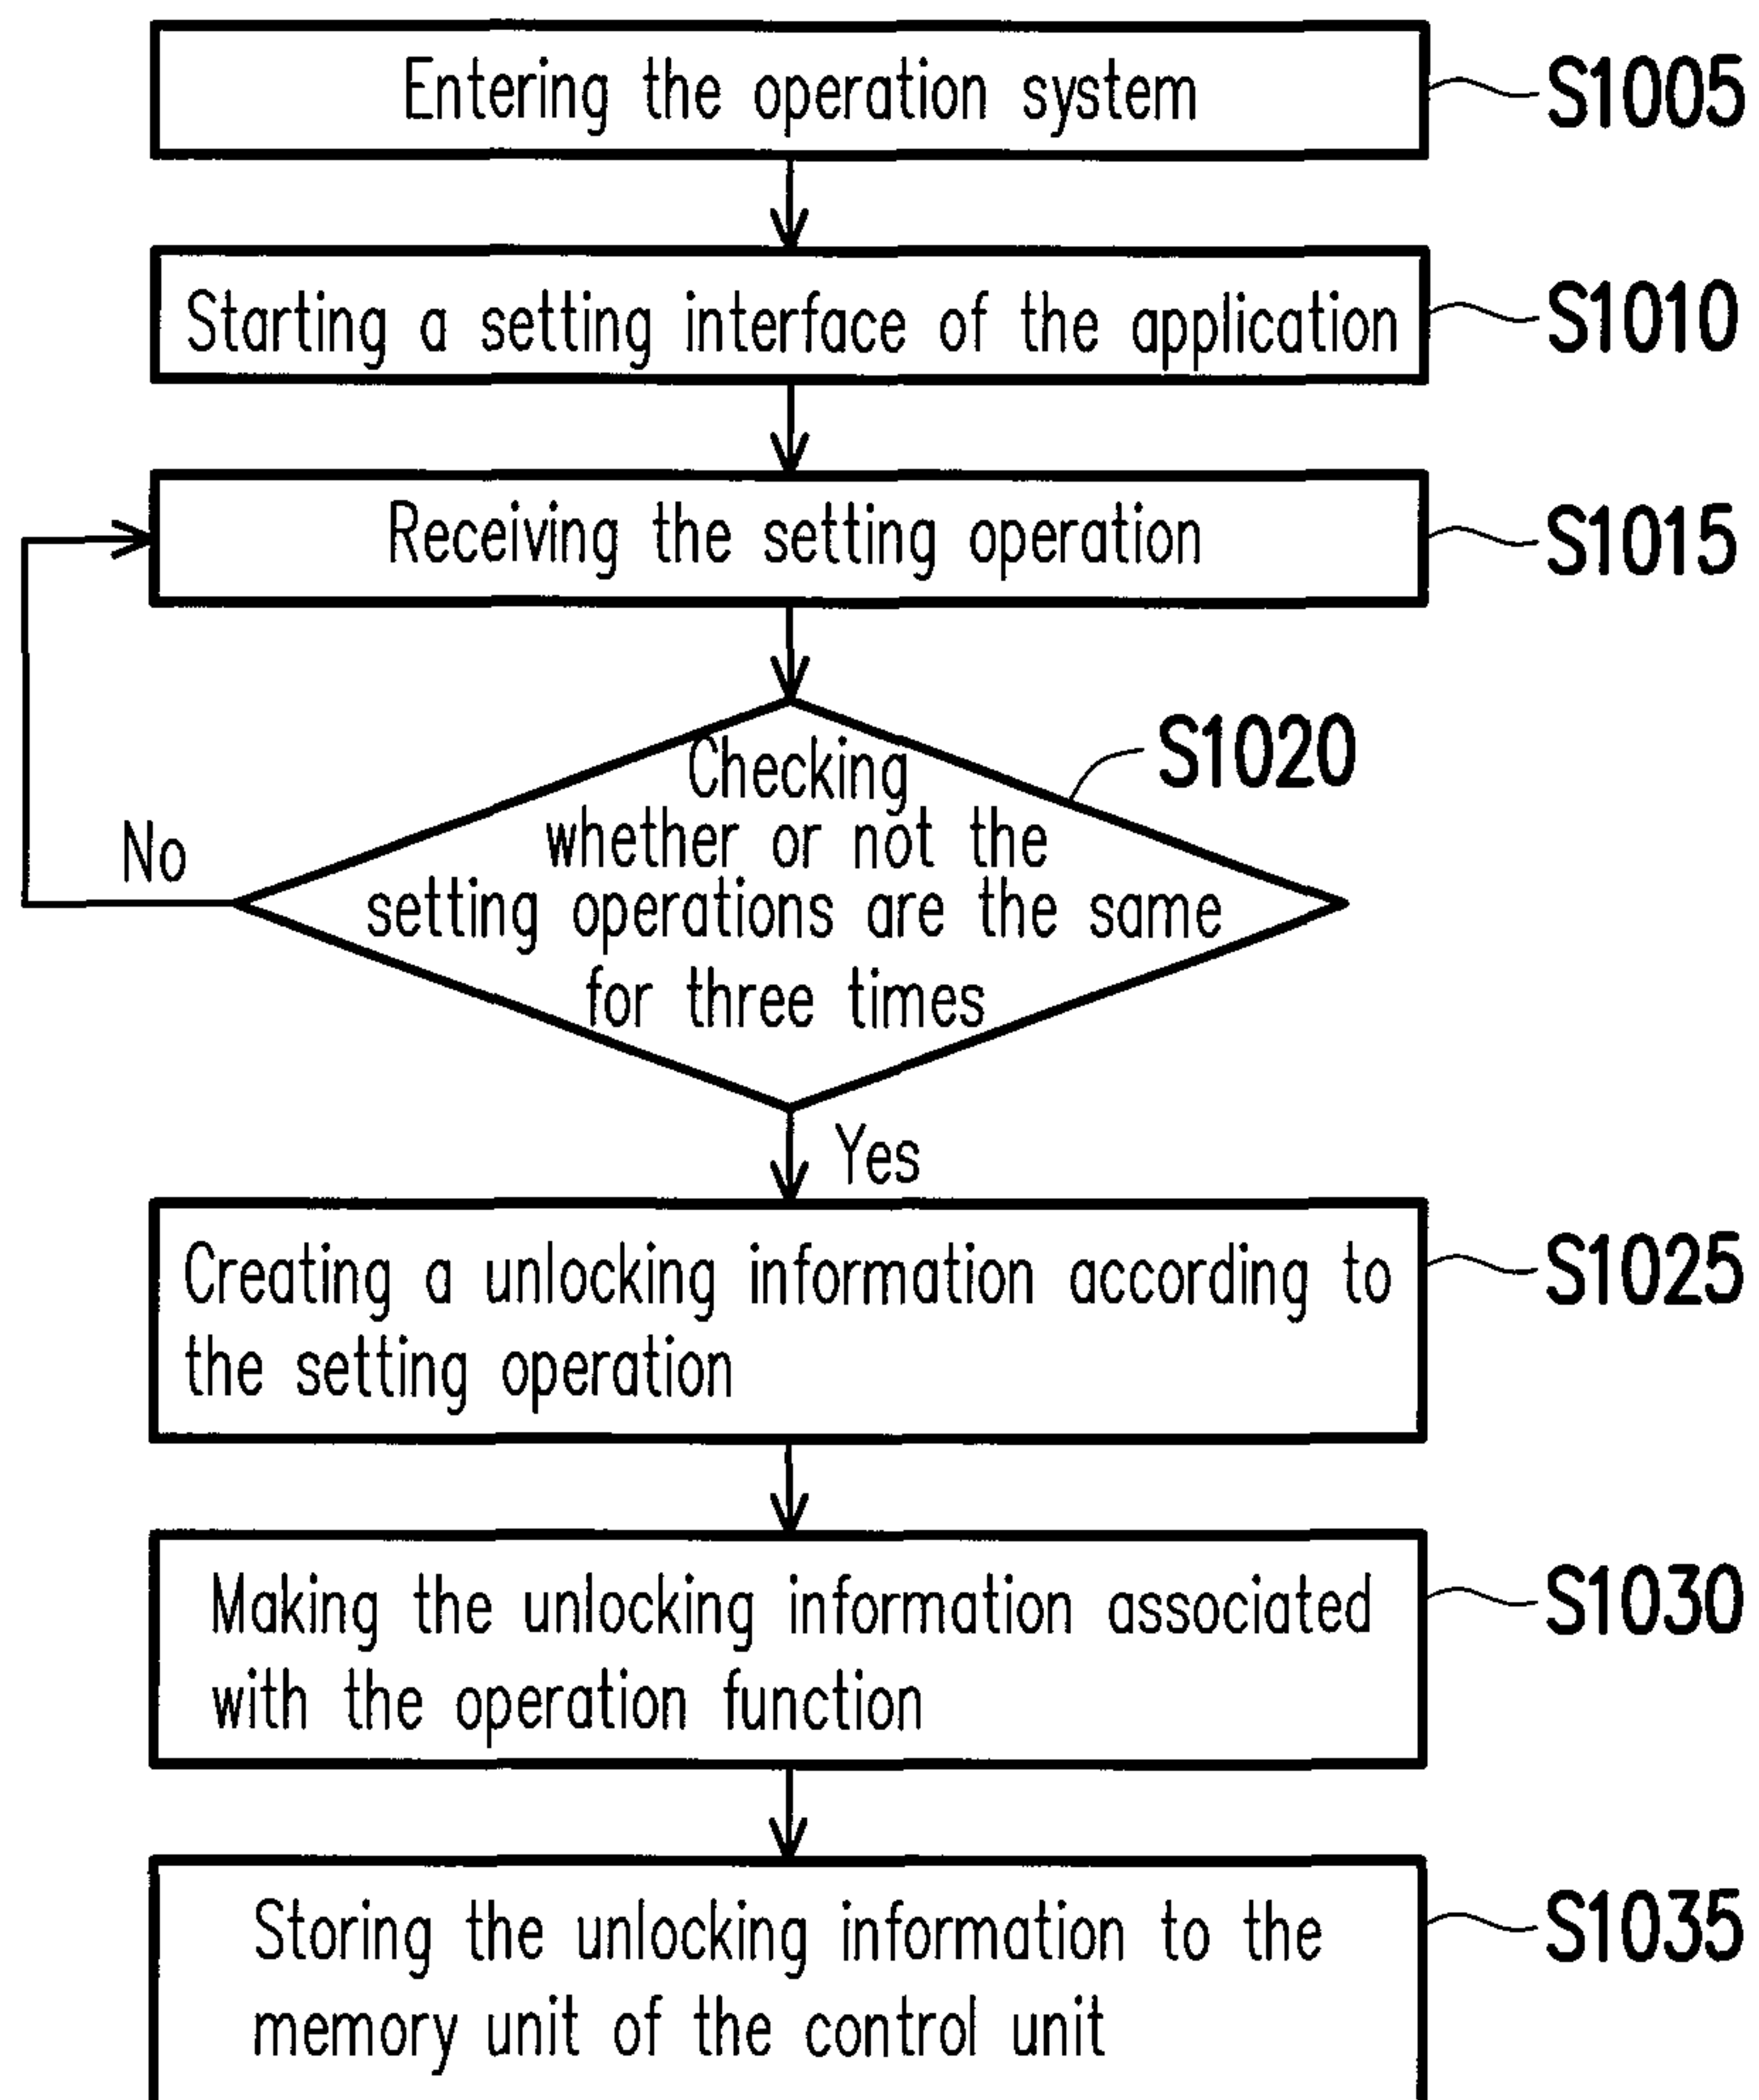 Entering the operation system
S1005
Starting a setting interface of the application
S1010
Receiving the setting operation
S1015
Checking
whether or not the
setting operations are the same
for three times
S1020
No
Yes
Creating a unlocking information according to
the setting operation
S1025
Making the unlocking information associated
with the operation function
S1030
Storing the unlocking information to the
memory unit of the control unit
S1035